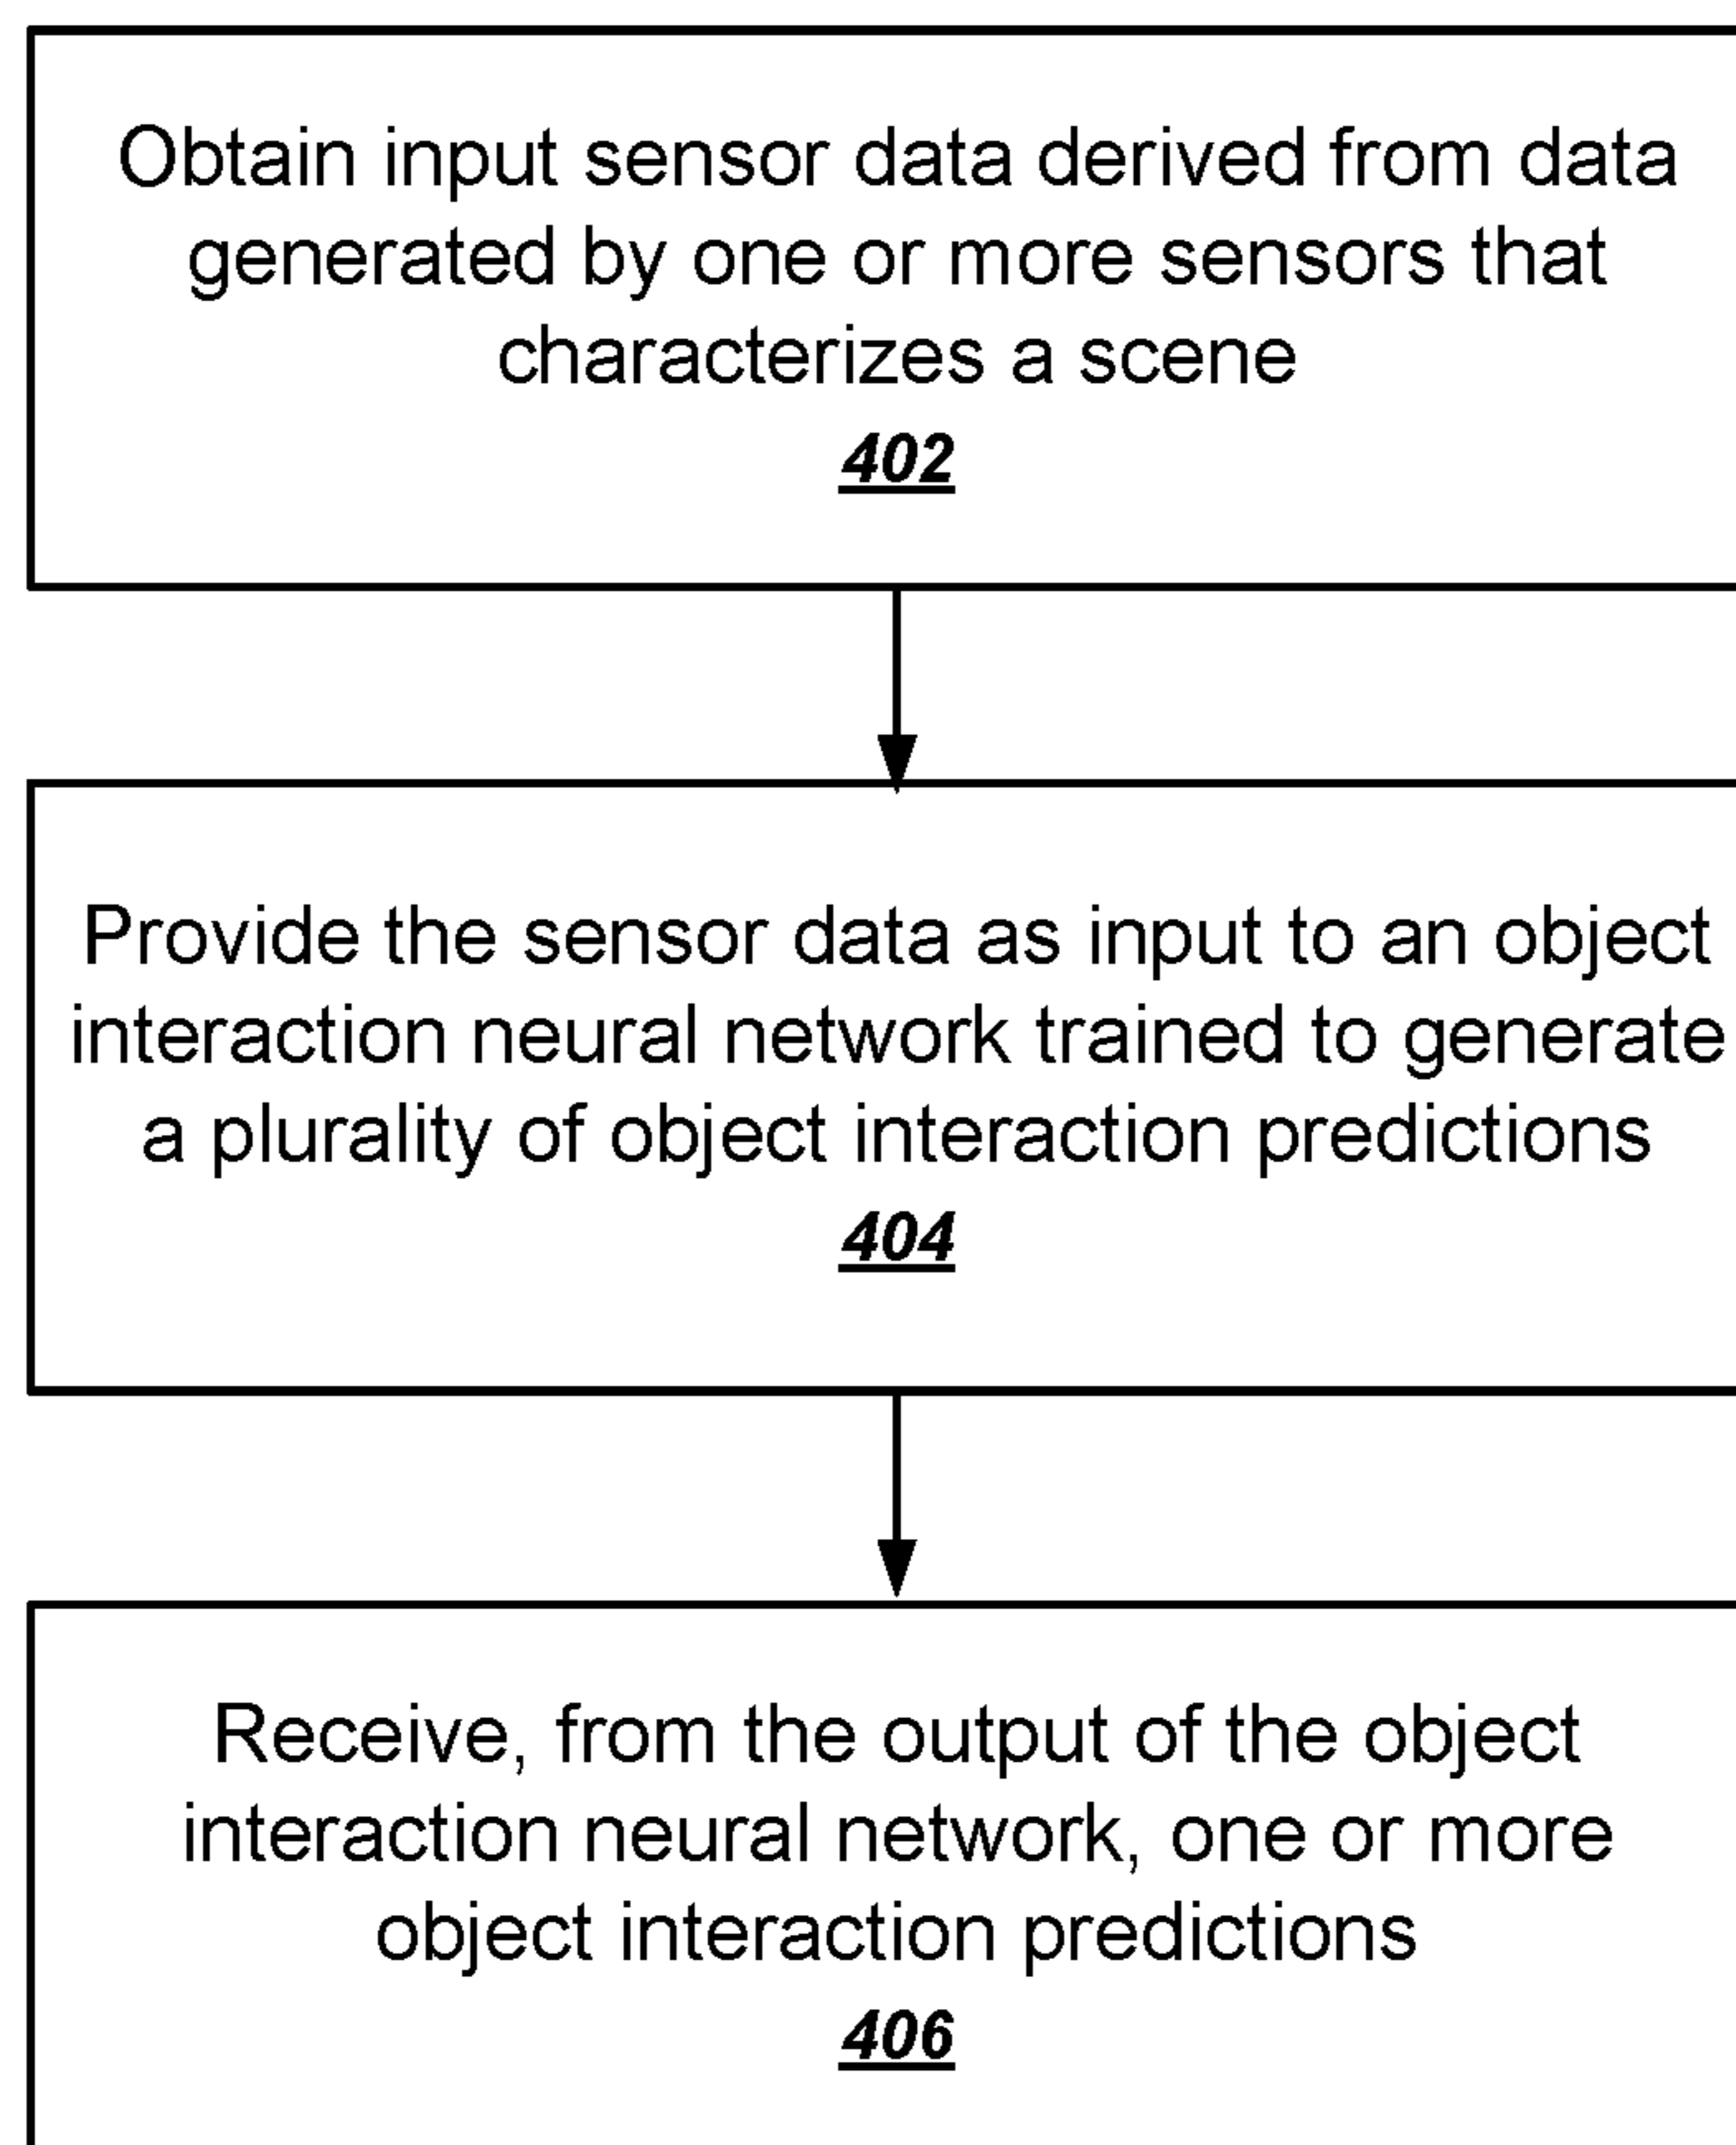 Obtain input sensor data derived from data
generated by one or more sensors that
characterizes a scene
402
Provide the sensor data as input to an object
interaction neural network trained to generate
a plurality of object interaction predictions
404
Receive, from the output of the object
interaction neural network, one or more
object interaction predictions
406